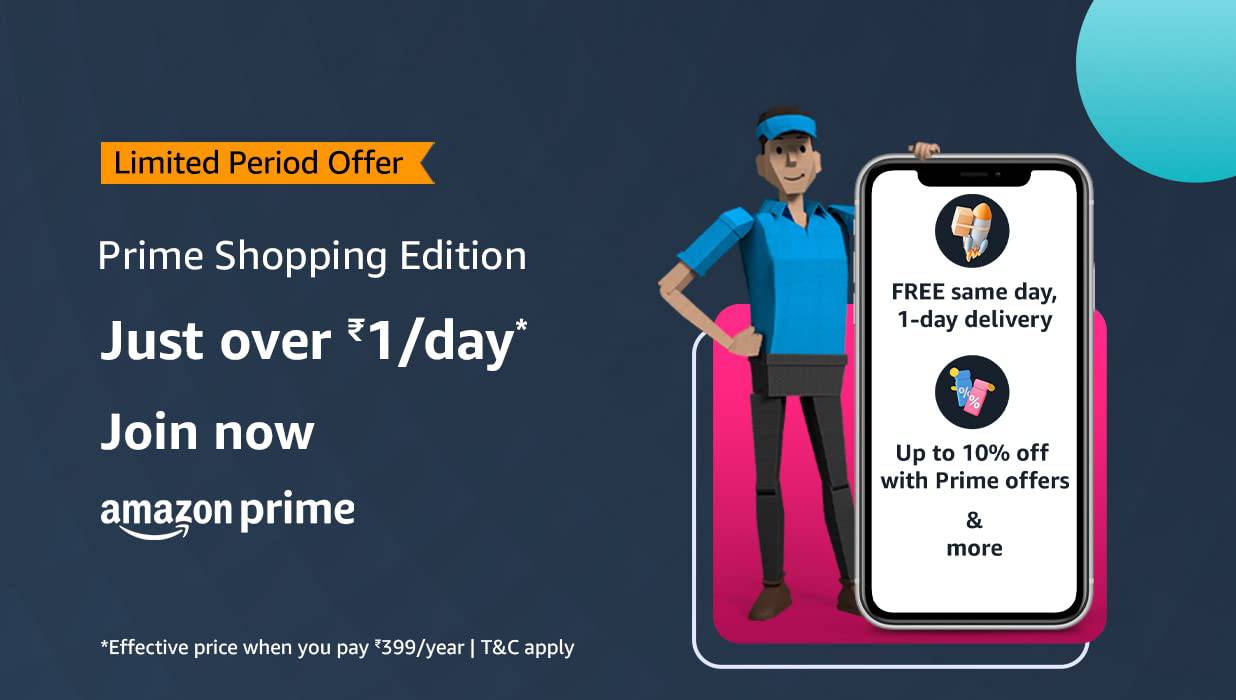 Limited Period Offer
Prime Shopping Edition
Just over ₹1/day*
Join now
amazon prime
*Effective price when you pay ₹399/year | T&C apply
FREE same day,
1-day delivery
%%
Up to 10% off
with Prime offers
&
more